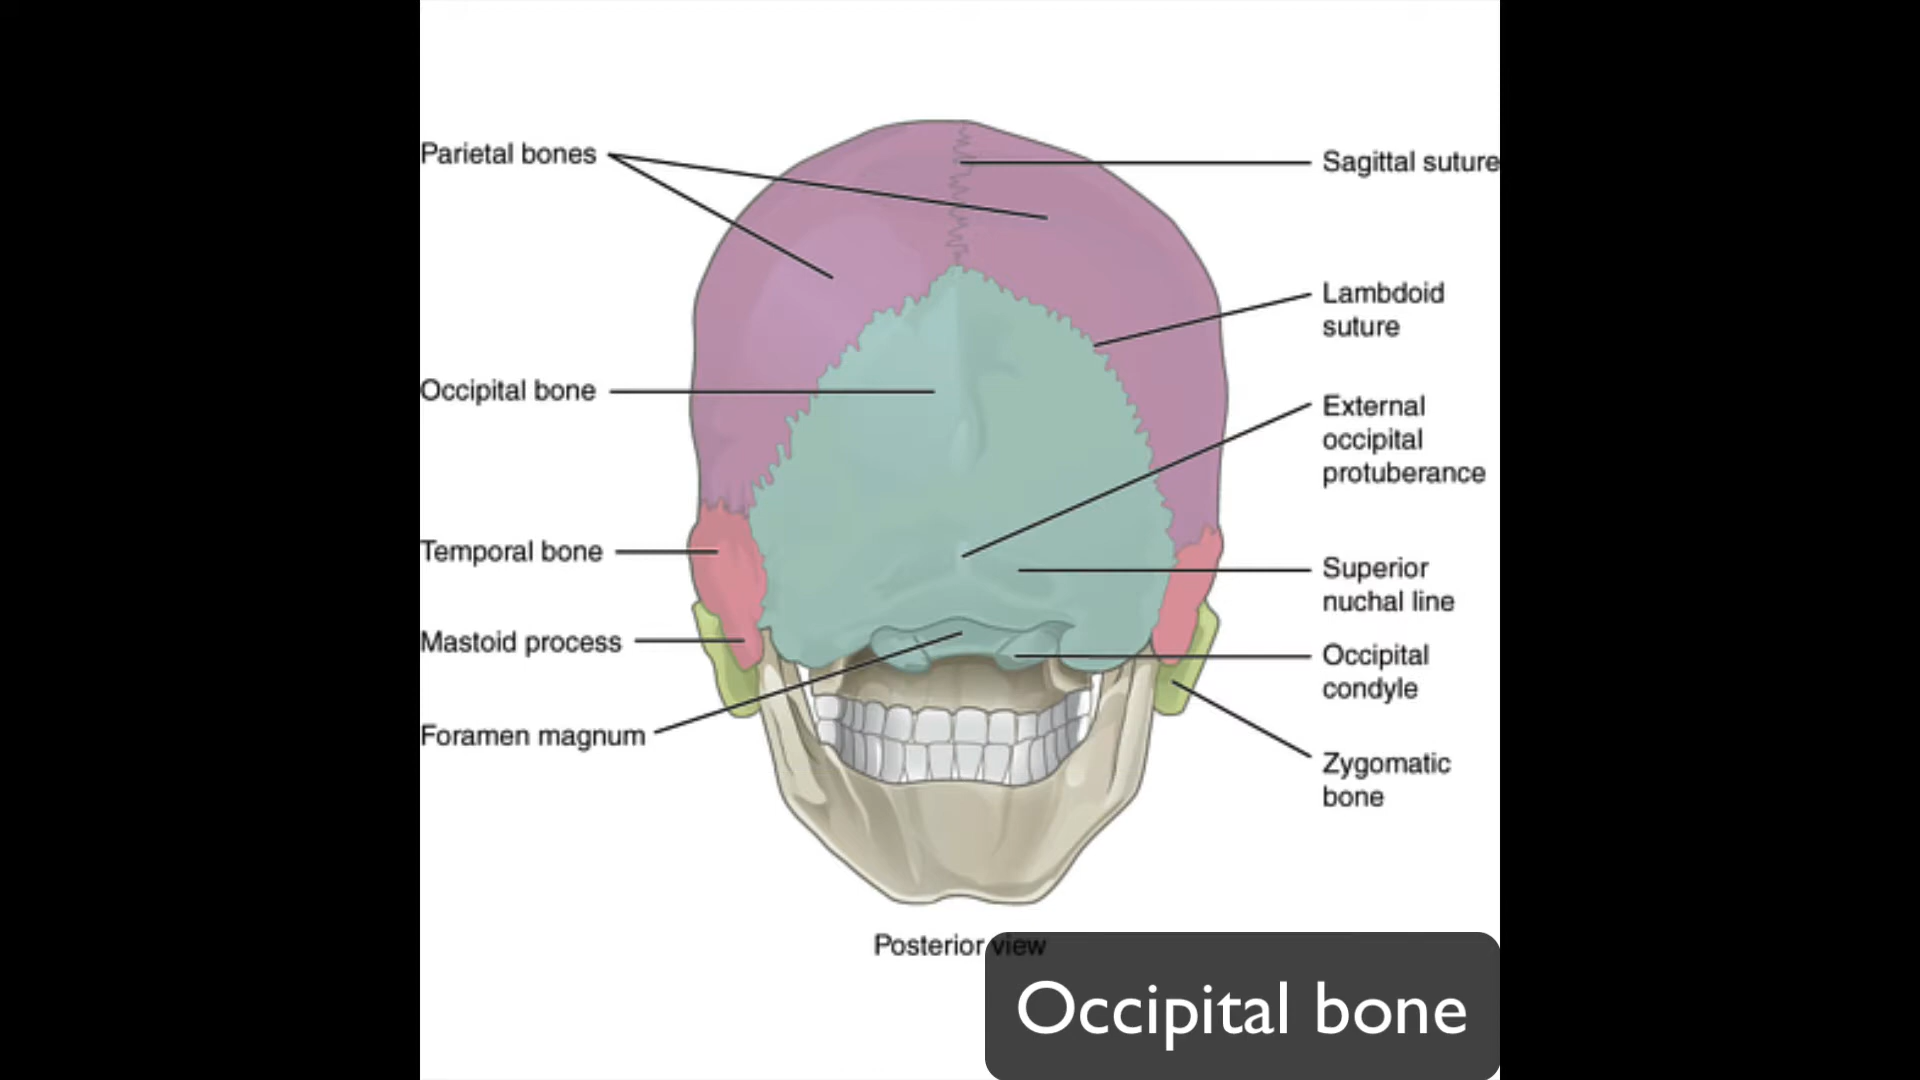 Parietal bones
Sagittal suture
Lambdoid
suture
Occipital bone
External
occipital
protuberance
Temporal bone
Superior
nuchal line
Mastoid process
Occipital
condyle
Foramen magnum
Zygomatic
bone
Posterior view
Occipital bone